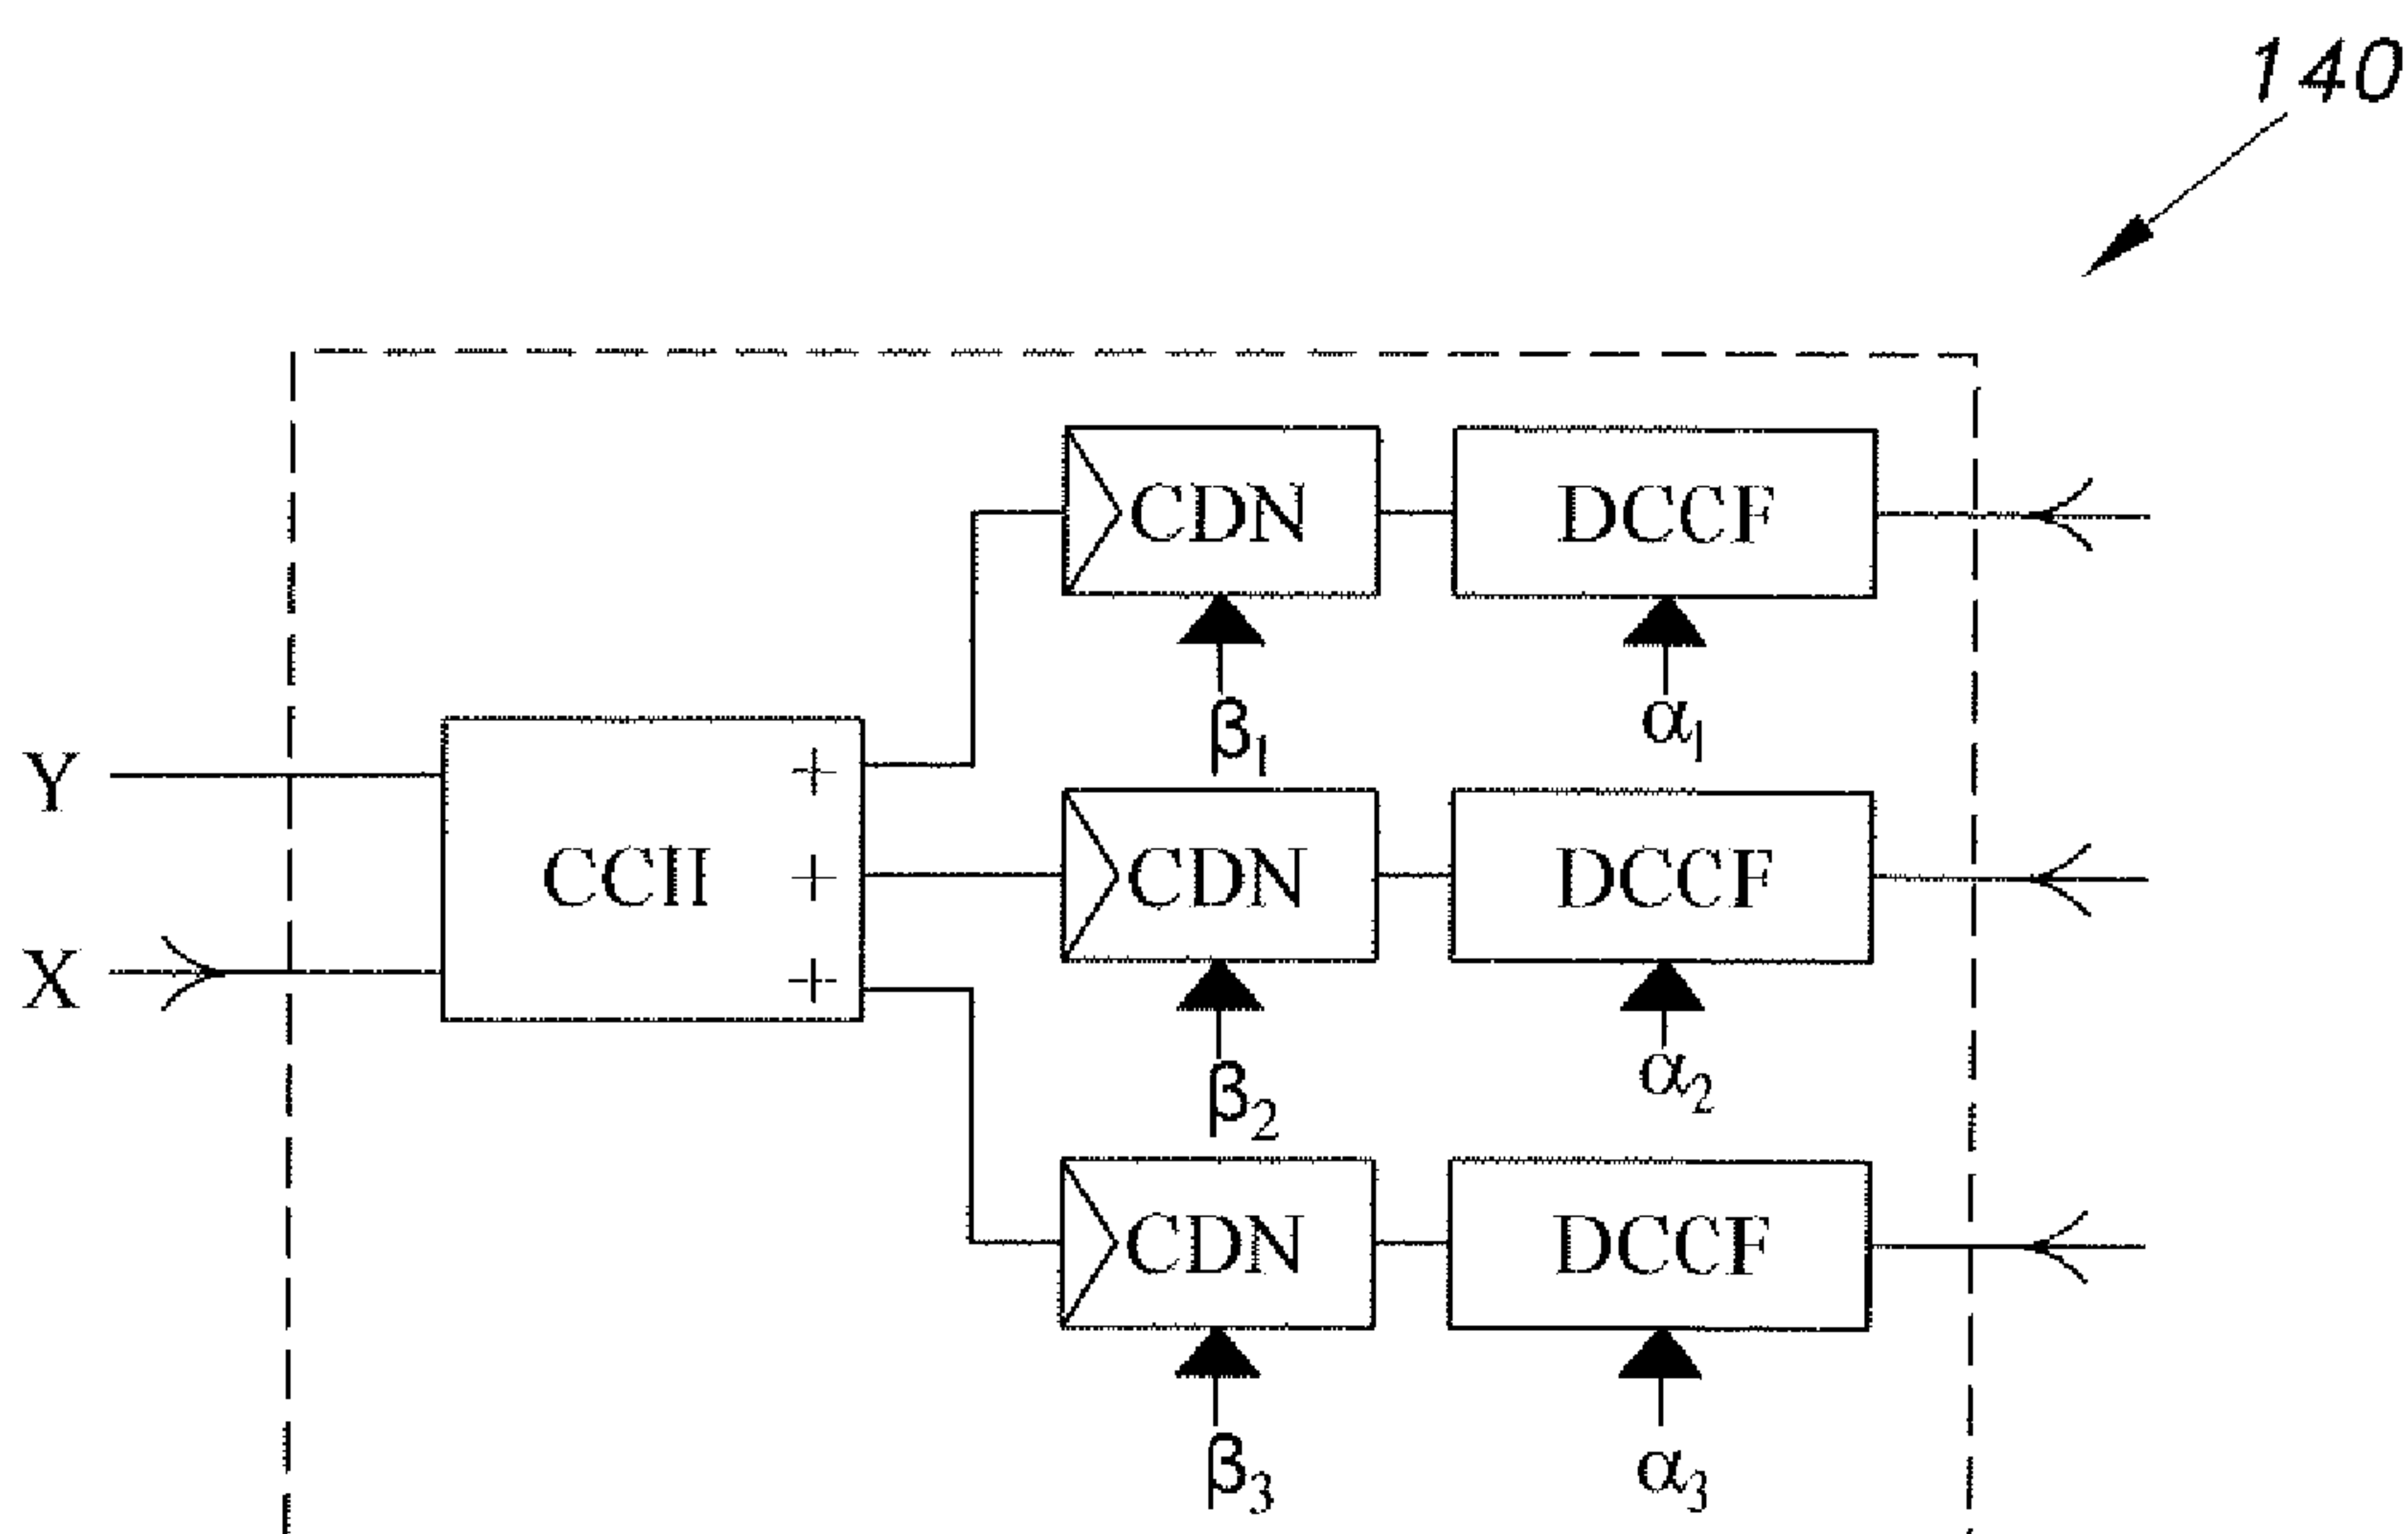 140
CDN DCCF
β1 α1
Y
CCII + + +
CDN DCCF
X
β2 α2
CDN DCCF
β3 α3